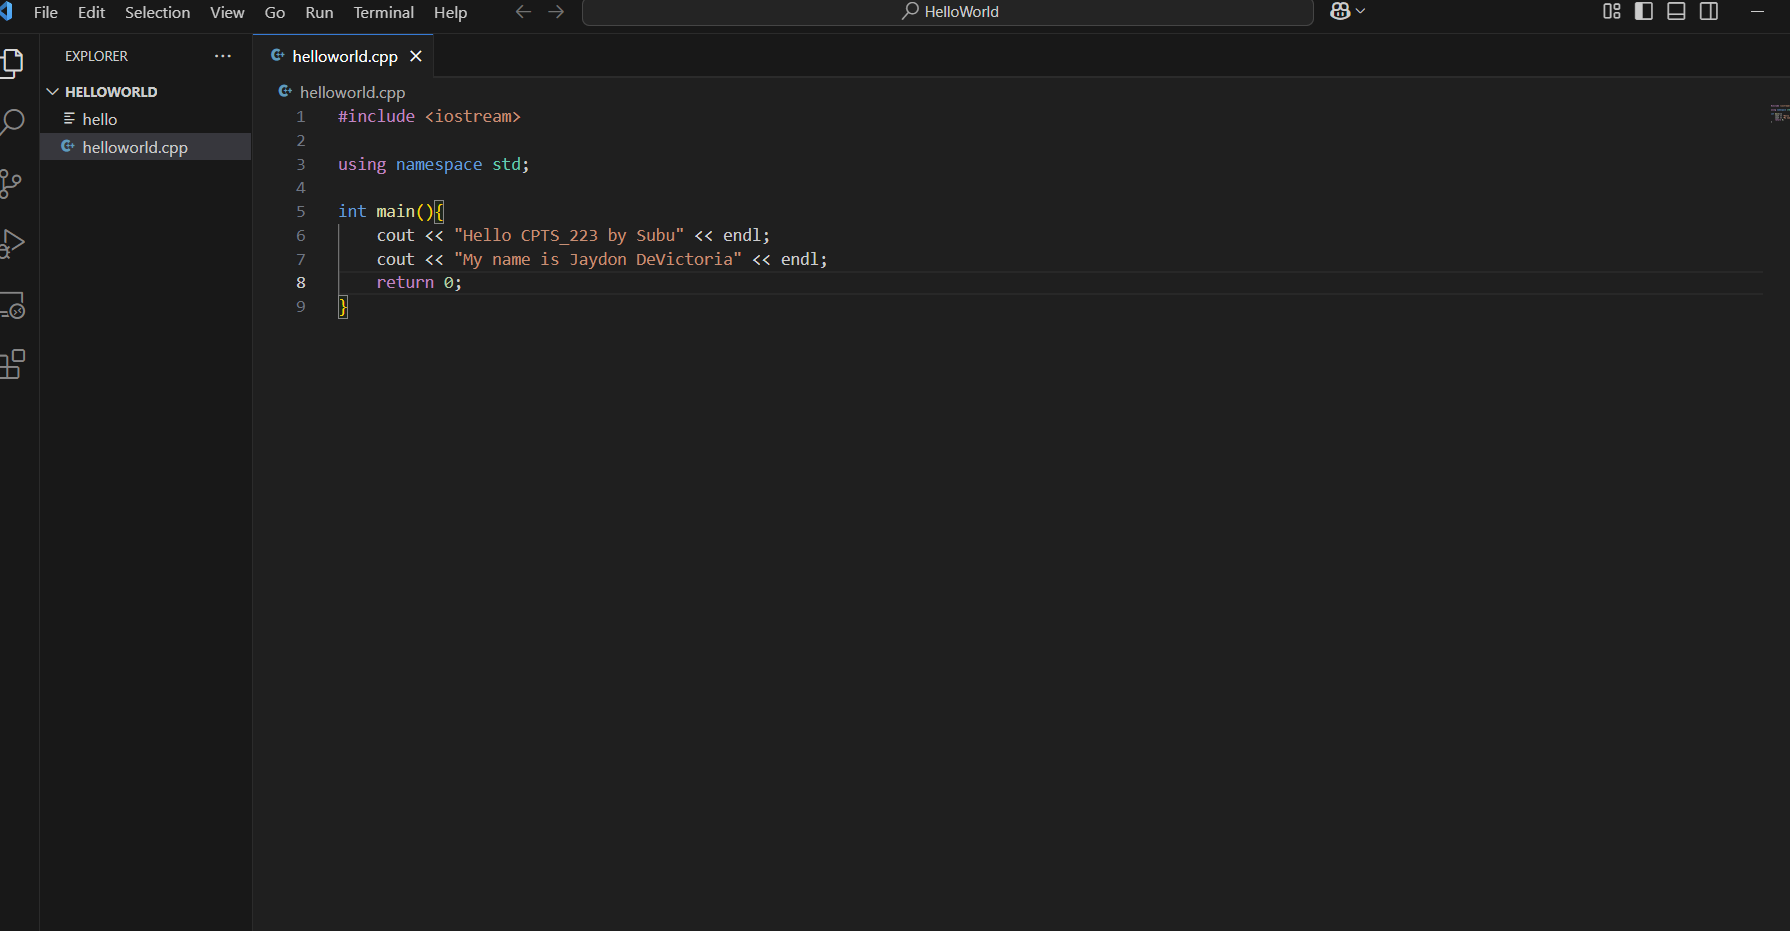 File Edit Selection View Go Run Terminal Help HelloWorld
EXPLORER ···
helloworld.cpp
HELLOWORLD
hello
helloworld.cpp
helloworld.cpp
1 #include <iostream>
2
3 using namespace std;
4
5 int main(){
6 cout << "Hello CPTS_223 by Subu" << endl;
7 cout << "My name is Jaydon DeVictoria" << endl;
8 return 0;
9 }